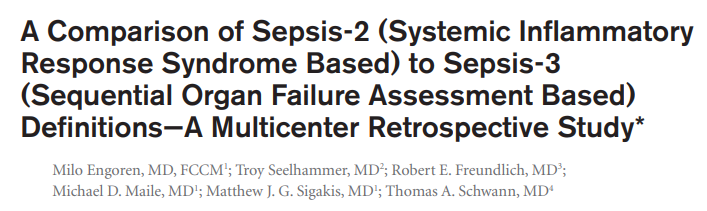 A Comparison of Sepsis-2 (Systemic Inflammatory
Response Syndrome Based) to Sepsis-3
(Sequential Organ Failure Assessment Based)
Definitions—A Multicenter Retrospective Study*
Milo Engoren, MD, FCCM¹; Troy Seelhammer, MD²; Robert E. Freundlich, MD³;
Michael D. Maile, MD¹; Matthew J. G. Sigakis, MD¹; Thomas A. Schwann, MD⁴